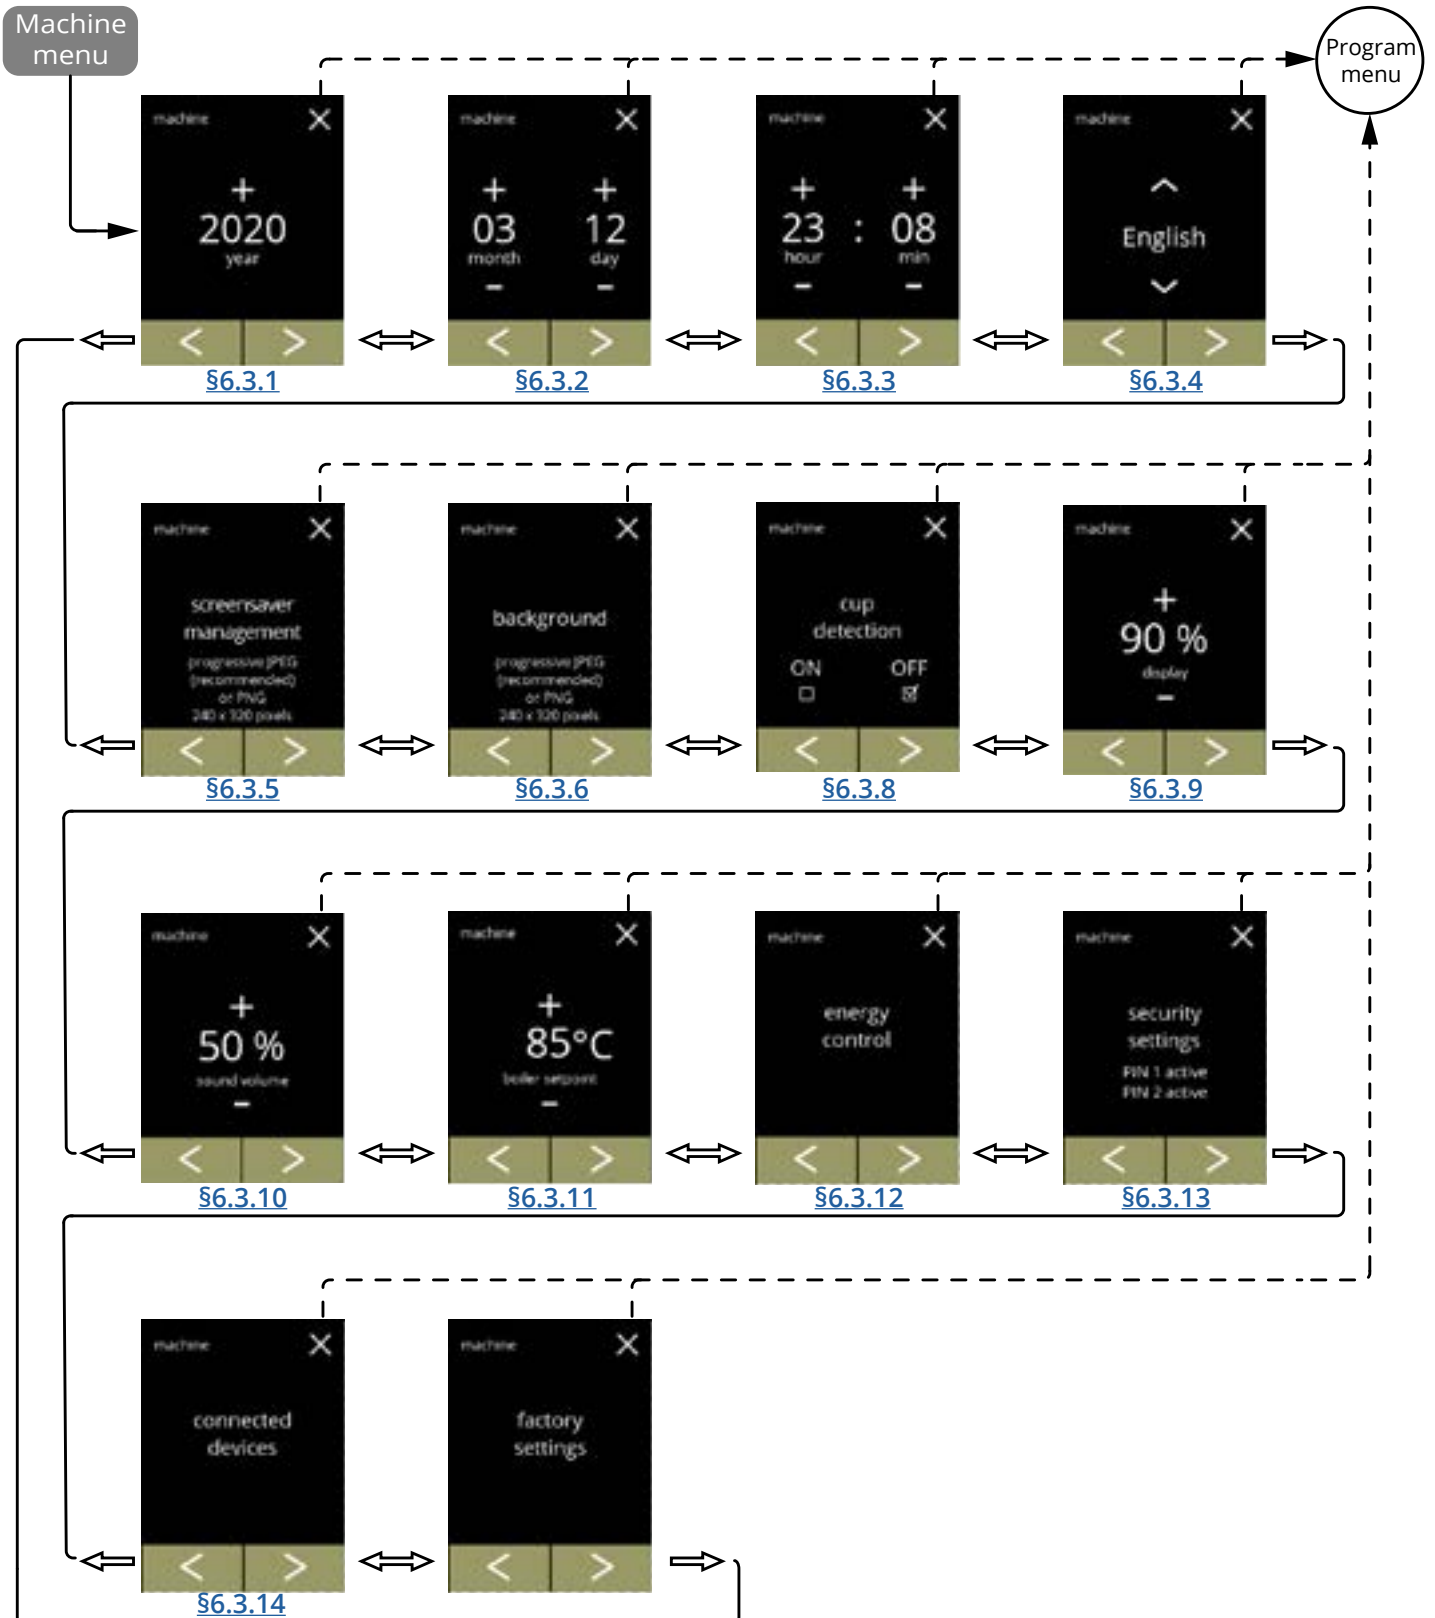 Machine
menu
Program
menu
machine
+
2020
year
< >
§6.3.1
machine
+ +
03 12
month day
- -
< >
§6.3.2
machine
+ +
23 : 08
hour min
- -
< >
§6.3.3
machine
English
< >
§6.3.4
machine
screensaver
management
progressive JPEG
(recommended)
or PNG
240 x 320 pixels
< >
§6.3.5
machine
background
progressive JPEG
(recommended)
or PNG
240 x 320 pixels
< >
§6.3.6
machine
cup
detection
ON OFF
< >
§6.3.8
machine
+
90 %
display
-
< >
§6.3.9
machine
+
50 %
sound volume
-
< >
§6.3.10
machine
+
85°C
boiler setpoint
-
< >
§6.3.11
machine
energy
control
< >
§6.3.12
machine
security
settings
PIN 1 active
PIN 2 active
< >
§6.3.13
machine
connected
devices
< >
§6.3.14
machine
factory
settings
< >